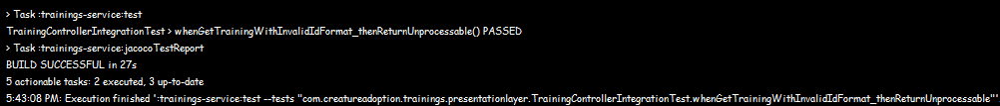 > Task :trainings-service:test
TrainingControllerIntegrationTest > whenGetTrainingWithInvalidIdFormat_thenReturnUnprocessable() PASSED
> Task :trainings-service:jacocoTestReport
BUILD SUCCESSFUL in 27s
5 actionable tasks: 2 executed, 3 up-to-date
5:43:08 PM: Execution finished ':trainings-service:test --tests "com.creatureadoption.trainings.presentationlayer.TrainingControllerIntegrationTest.whenGetTrainingWithInvalidIdFormat_thenReturnUnprocessable"'